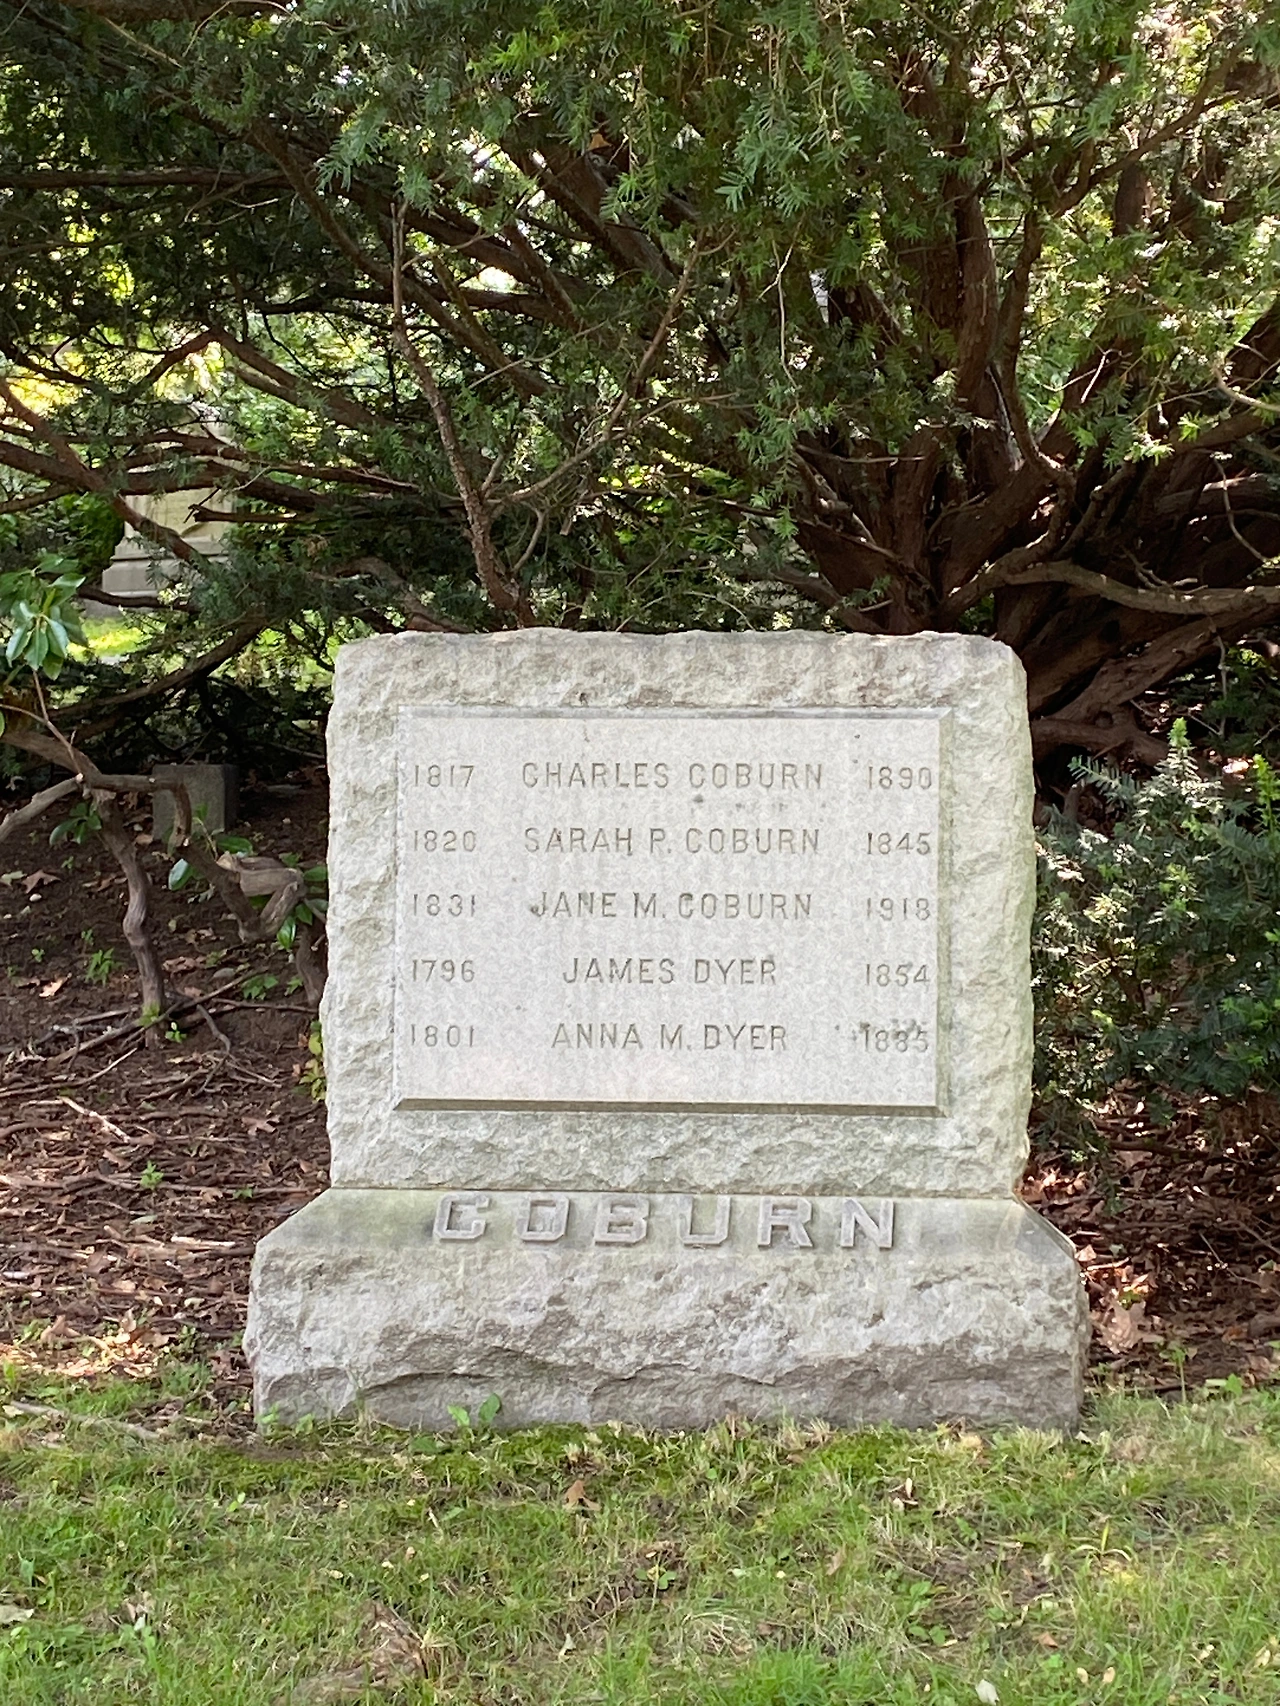 1817 CHARLES COBURN 1890
1820 SARAH P. COBURN 1845
1831 JANE M. COBURN 1918
1796 JAMES DYER 1854
1801 ANNA M. DYER 1885
COBURN